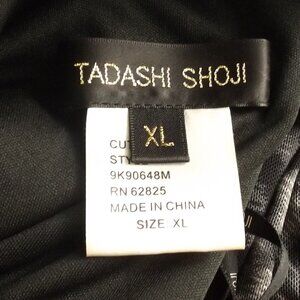 TADASHI SHOJI
XL
CU
STY
9K90648M
RN 62825
MADE IN CHINA
SIZE XL